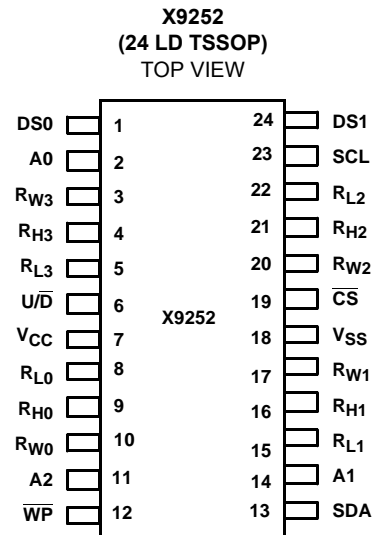 X9252
(24 LD TSSOP)
TOP VIEW
DS0 1 24 DS1
A0 2 23 SCL
RW3 3 22 RL2
RH3 4 21 RH2
RL3 5 20 RW2
U/D̅ 6 19 C̅S̅
X9252
VCC 7 18 VSS
RL0 8 17 RW1
RH0 9 16 RH1
RW0 10 15 RL1
A2 11 14 A1
W̅P̅ 12 13 SDA